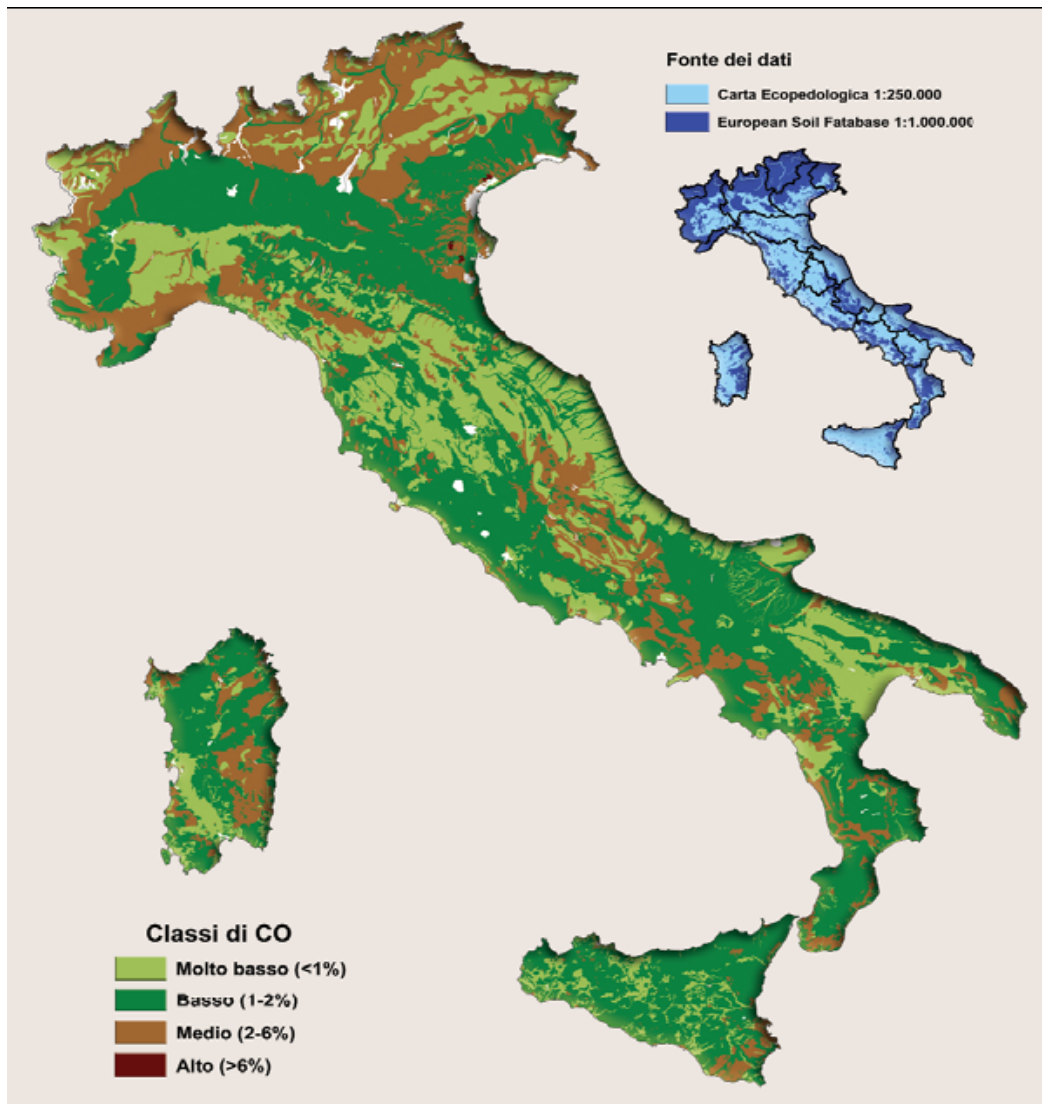 Fonte dei dati
Carta Ecopedologica 1:250.000
European Soil Fatabase 1:1.000.000
Classi di CO
Molto basso (<1%)
Basso (1-2%)
Medio (2-6%)
Alto (>6%)